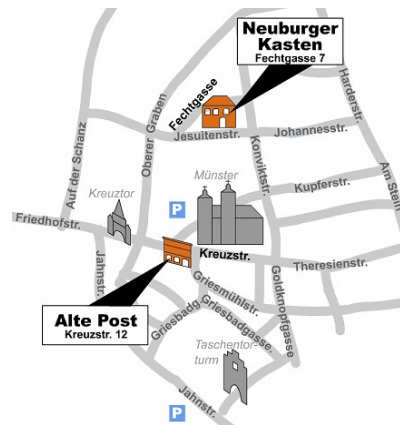 Neuburger
Kasten
Fechtgasse 7
Fechtgasse
Harderstr.
Oberer Graben
Jesuitenstr.
Johannesstr.
Auf der Schanz
Konviktstr.
Am Stein
Münster
Kupferstr.
Kreuztor
P
Friedhofstr.
Kreuzstr.
Theresienstr.
Jahnstr.
Griesmühlstr.
Goldknopfgasse
Alte Post
Kreuzstr. 12
Griesbadg.
Griesbadgasse.
Taschentor-
turm
P
Jahnstr.